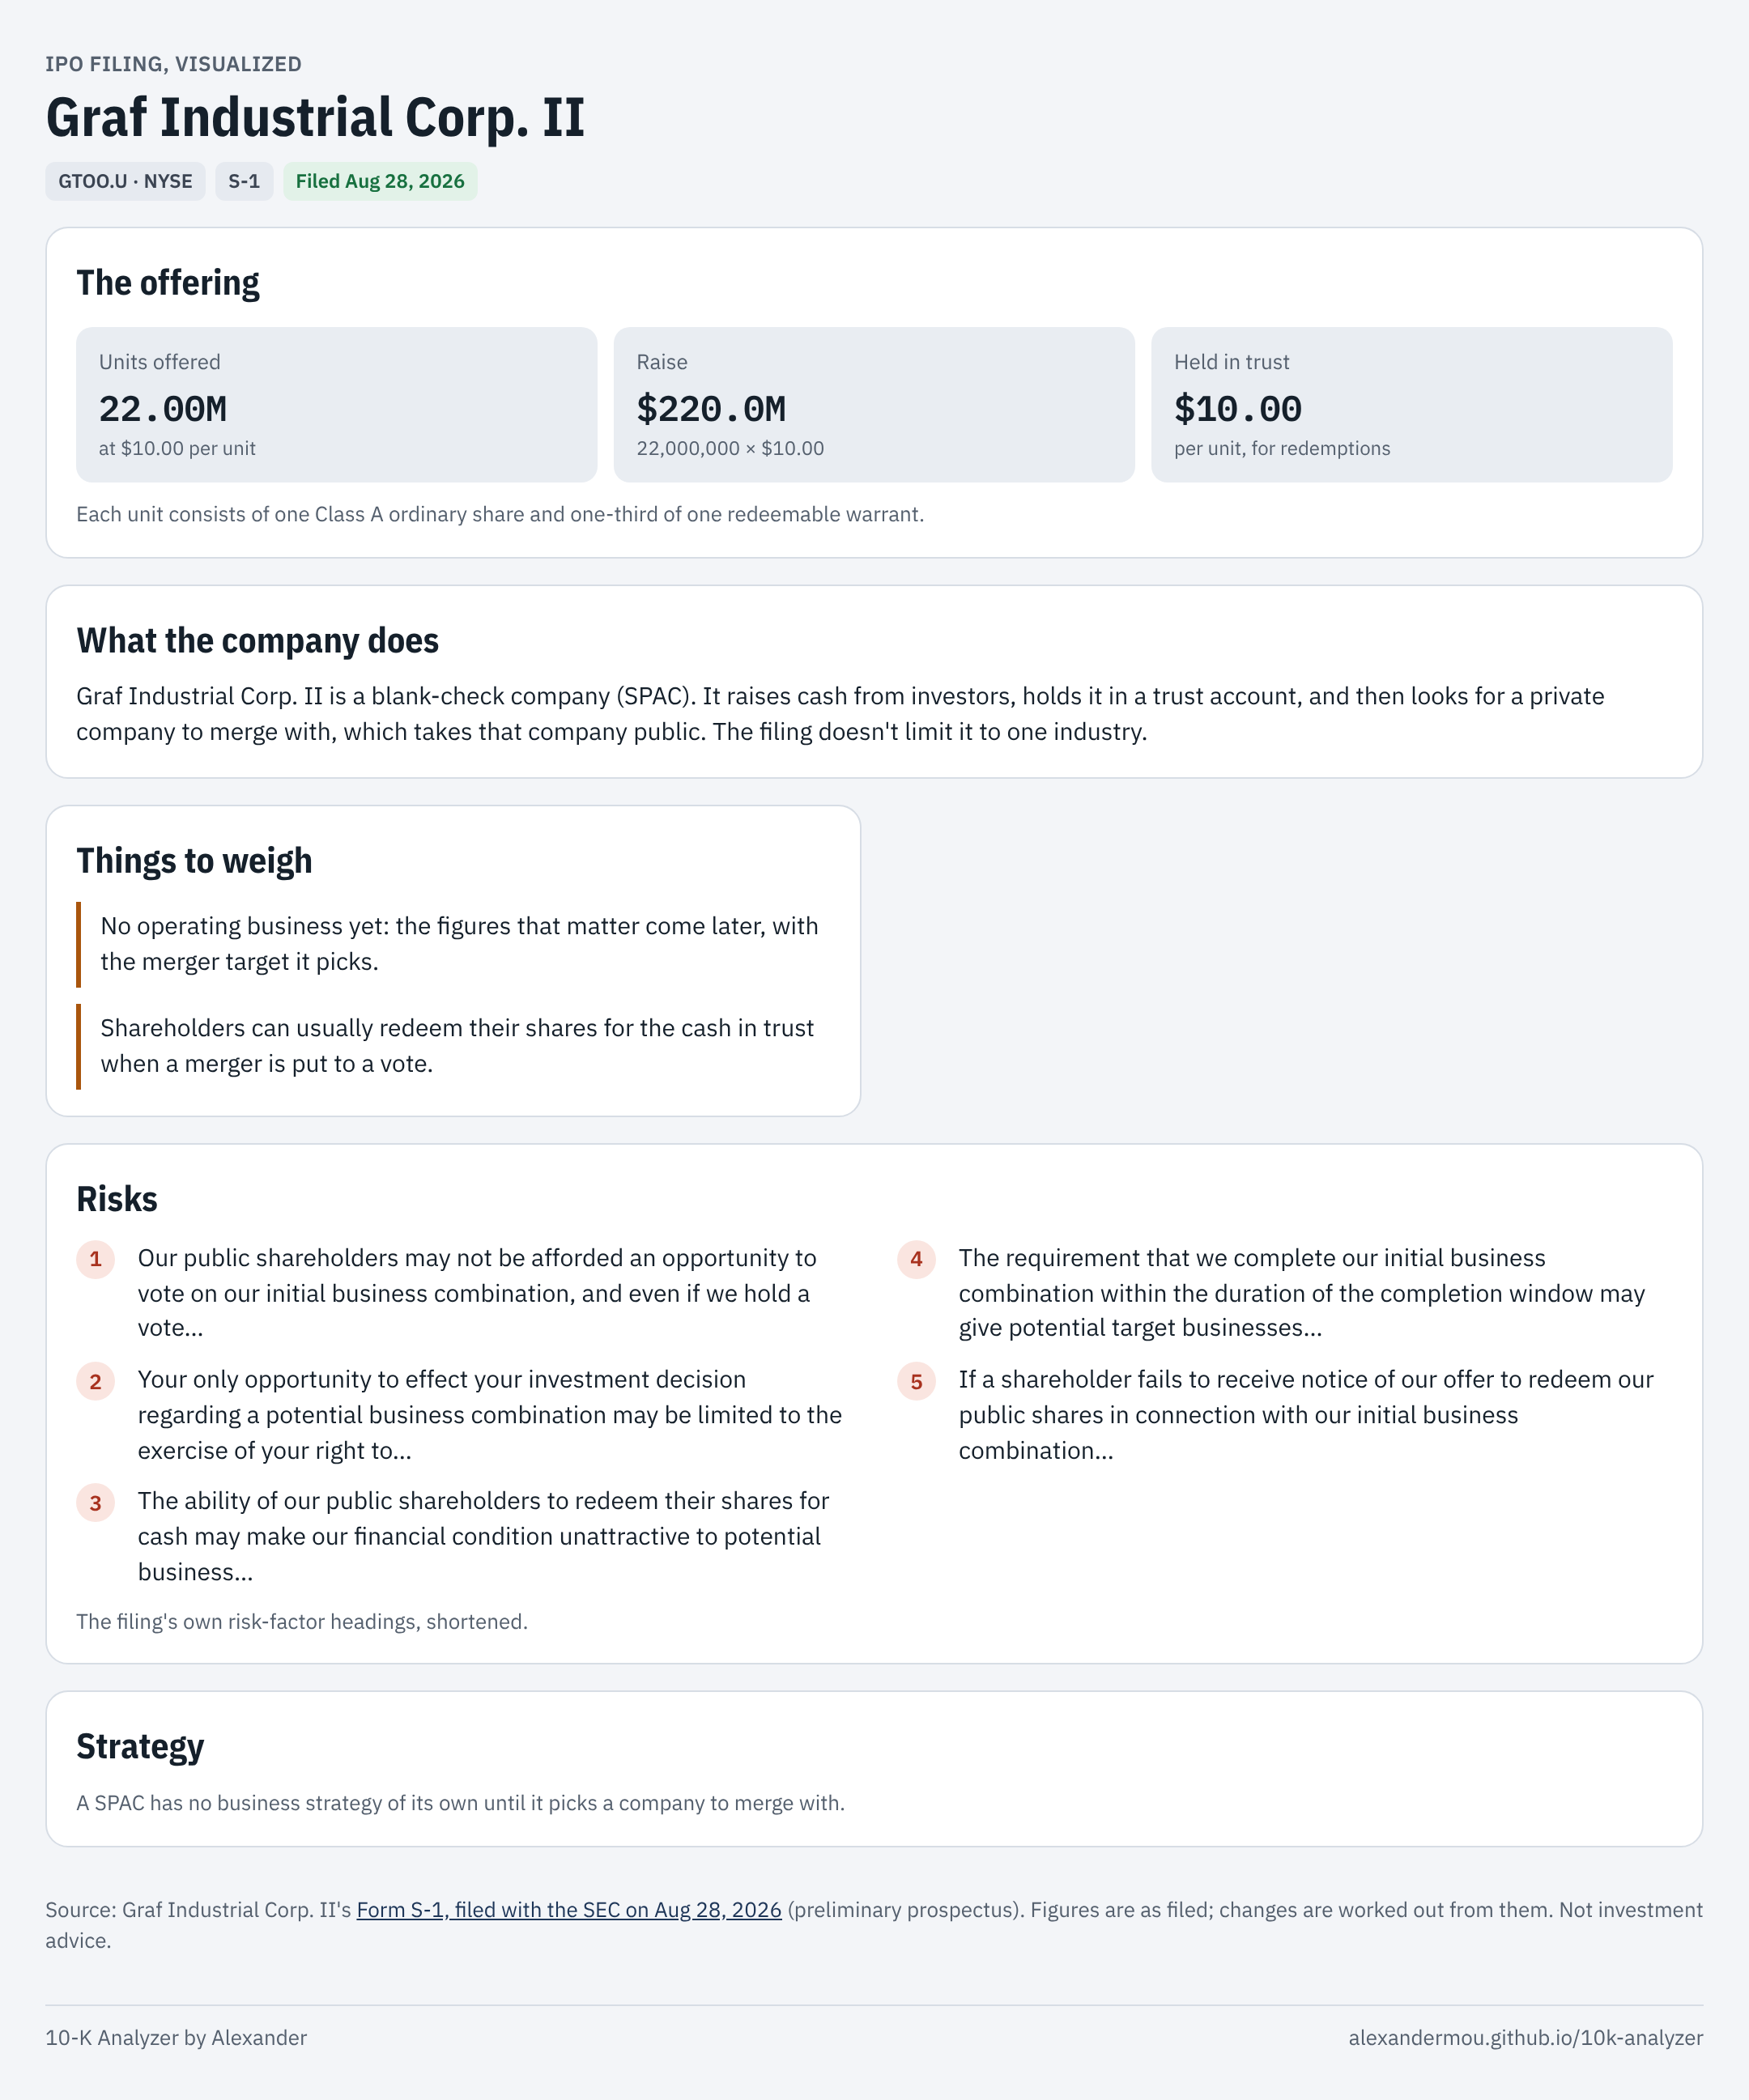 IPO FILING, VISUALIZED
Graf Industrial Corp. II
GTOO.U · NYSE
S-1
Filed Aug 28, 2026
The offering
Units offered
22.00M
at $10.00 per unit
Raise
$220.0M
22,000,000 × $10.00
Held in trust
$10.00
per unit, for redemptions
Each unit consists of one Class A ordinary share and one-third of one redeemable warrant.
What the company does
Graf Industrial Corp. II is a blank-check company (SPAC). It raises cash from investors, holds it in a trust account, and then looks for a private
company to merge with, which takes that company public. The filing doesn't limit it to one industry.
Things to weigh
No operating business yet: the figures that matter come later, with
the merger target it picks.
Shareholders can usually redeem their shares for the cash in trust
when a merger is put to a vote.
Risks
1 Our public shareholders may not be afforded an opportunity to
vote on our initial business combination, and even if we hold a
vote...
2 Your only opportunity to effect your investment decision
regarding a potential business combination may be limited to the
exercise of your right to...
3 The ability of our public shareholders to redeem their shares for
cash may make our financial condition unattractive to potential
business...
4 The requirement that we complete our initial business
combination within the duration of the completion window may
give potential target businesses...
5 If a shareholder fails to receive notice of our offer to redeem our
public shares in connection with our initial business
combination...
The filing's own risk-factor headings, shortened.
Strategy
A SPAC has no business strategy of its own until it picks a company to merge with.
Source: Graf Industrial Corp. II's Form S-1, filed with the SEC on Aug 28, 2026 (preliminary prospectus). Figures are as filed; changes are worked out from them. Not investment
advice.
10-K Analyzer by Alexander
alexandermou.github.io/10k-analyzer